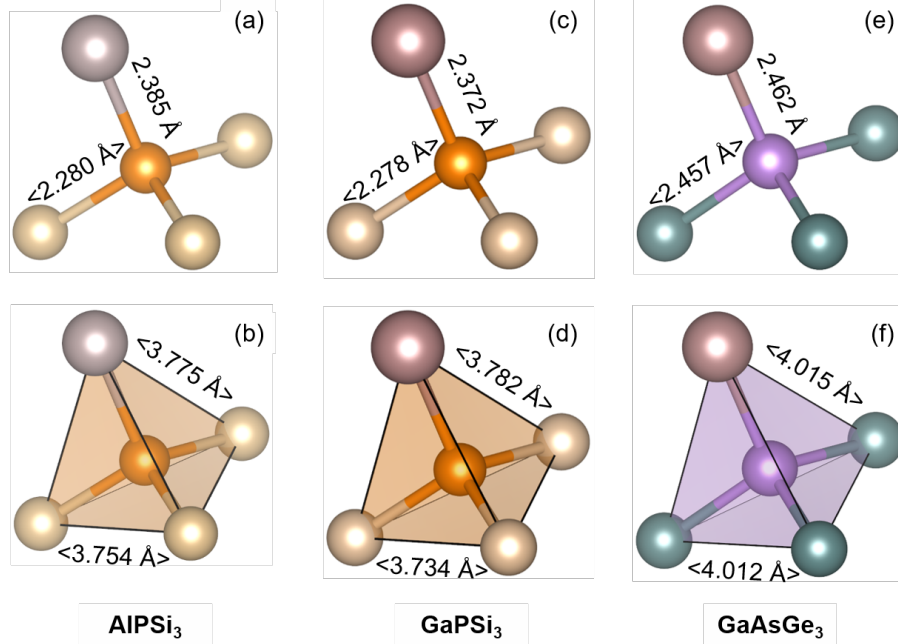 (a)
2.385 Å
<2.280 Å>
(c)
2.372 Å
<2.278 Å>
(e)
2.462 Å
<2.457 Å>
(b)
<3.775 Å>
<3.754 Å>
(d)
<3.782 Å>
<3.734 Å>
(f)
<4.015 Å>
<4.012 Å>
AlPSi₃
GaPSi₃
GaAsGe₃